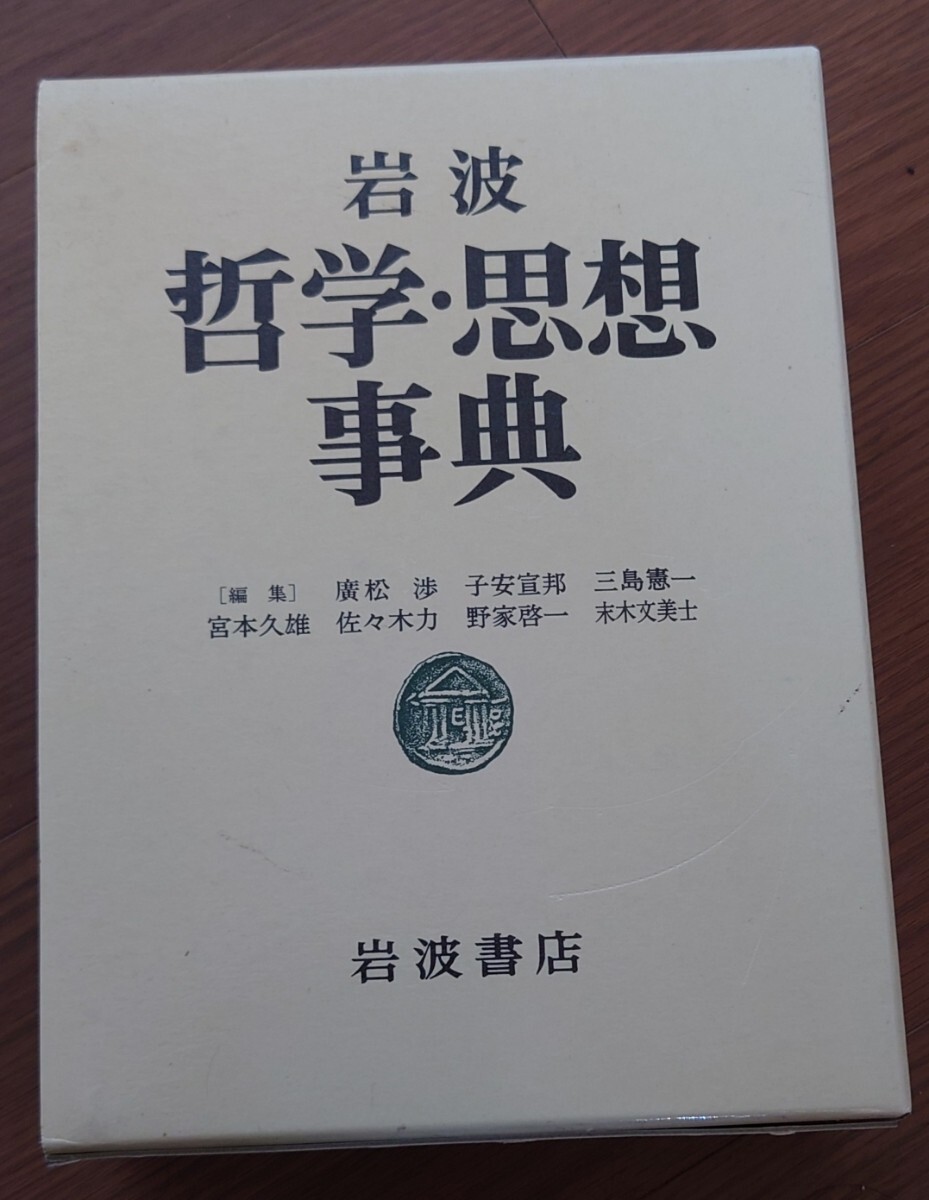 岩波
哲学・思想
事典
［編 集］ 廣松 渉 子安宣邦 三島憲一
宮本久雄 佐々木力 野家啓一 末木文美士
E
岩波書店